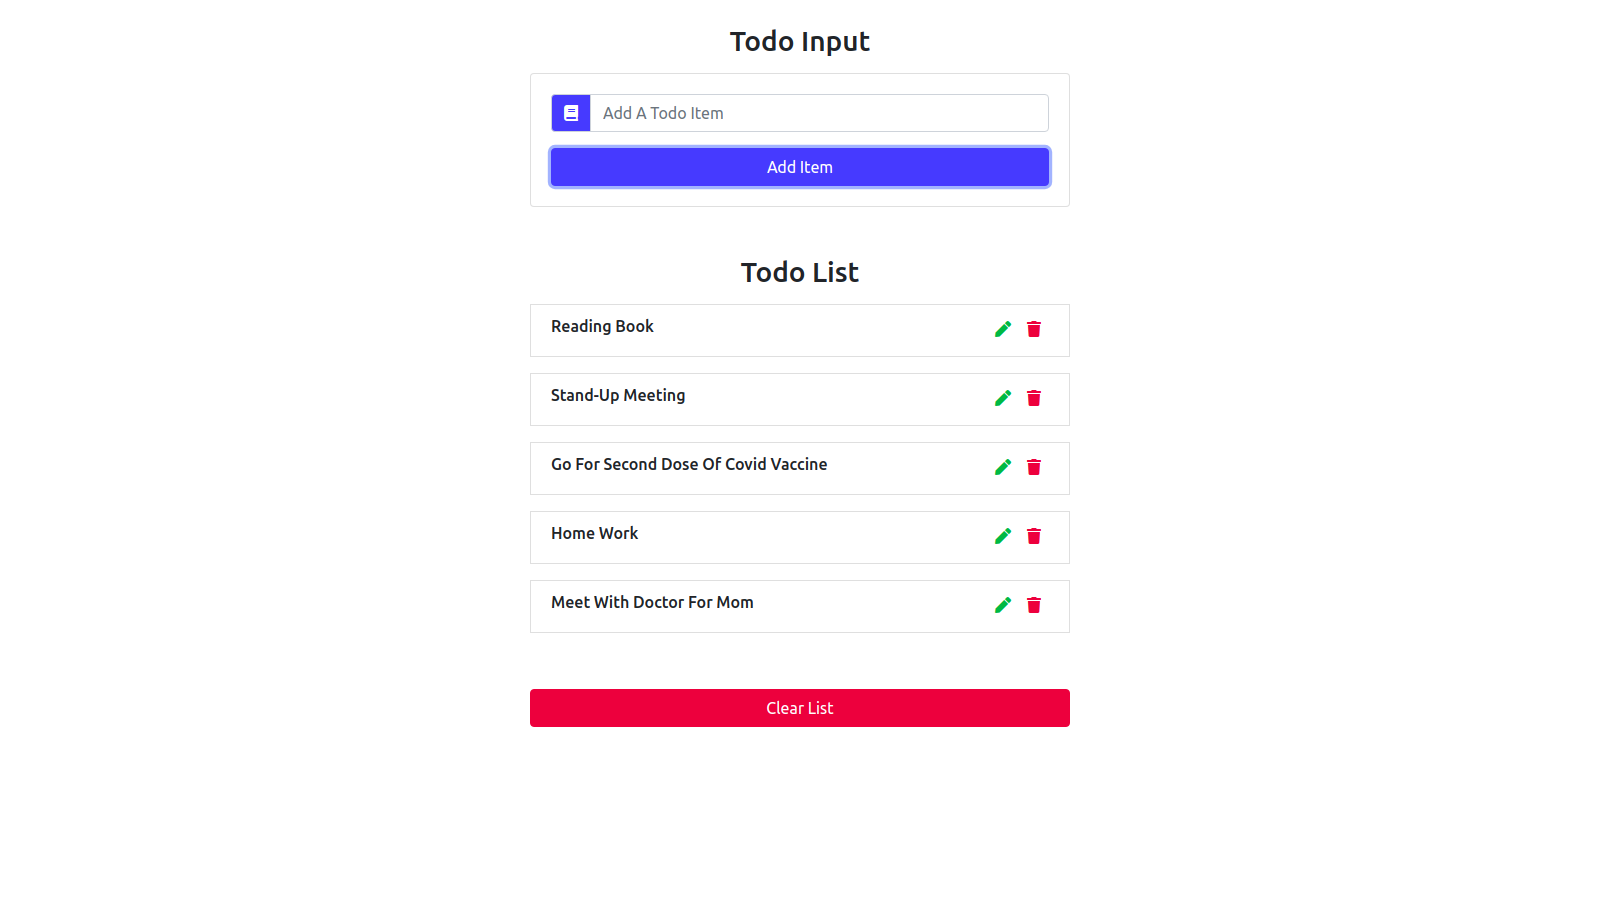 Todo Input
Add A Todo Item
Add Item
Todo List
Reading Book
Stand-Up Meeting
Go For Second Dose Of Covid Vaccine
Home Work
Meet With Doctor For Mom
Clear List